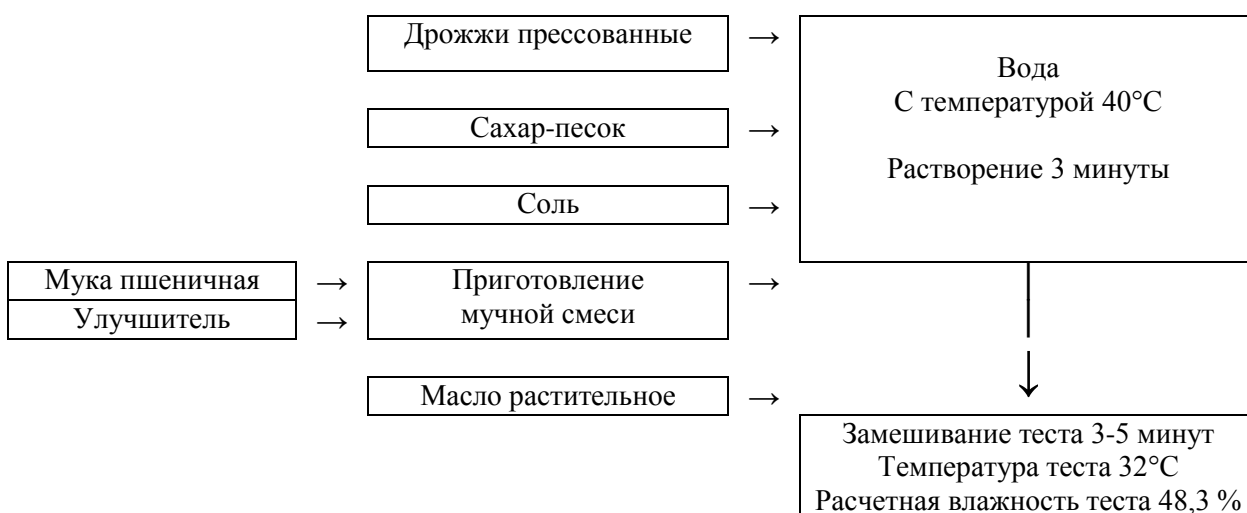 Дрожжи прессованные →
Вода
С температурой 40°С
Сахар-песок →
Растворение 3 минуты
Соль →
Мука пшеничная →
Улучшитель →
Приготовление →
мучной смеси
Масло растительное →
Замешивание теста 3-5 минут
Температура теста 32°С
Расчетная влажность теста 48,3 %